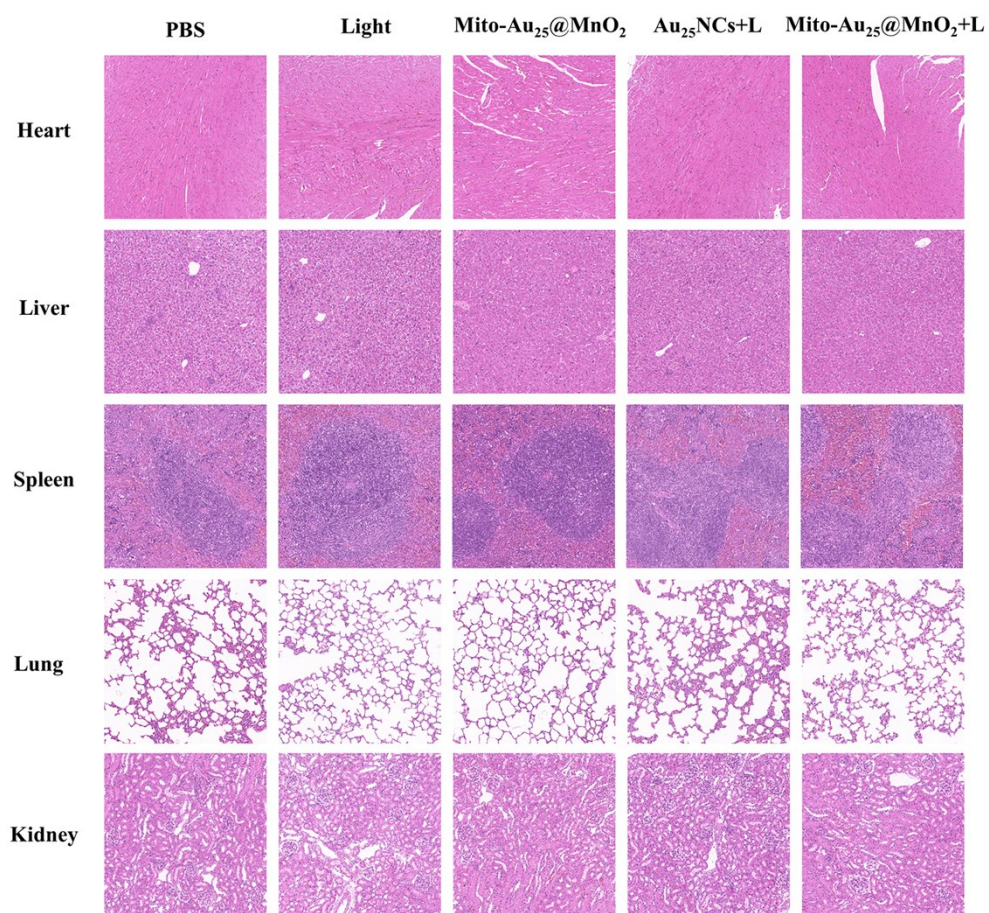 PBS Light Mito-Au₂₅@MnO₂ Au₂₅NCs+L Mito-Au₂₅@MnO₂+L
Heart
Liver
Spleen
Lung
Kidney